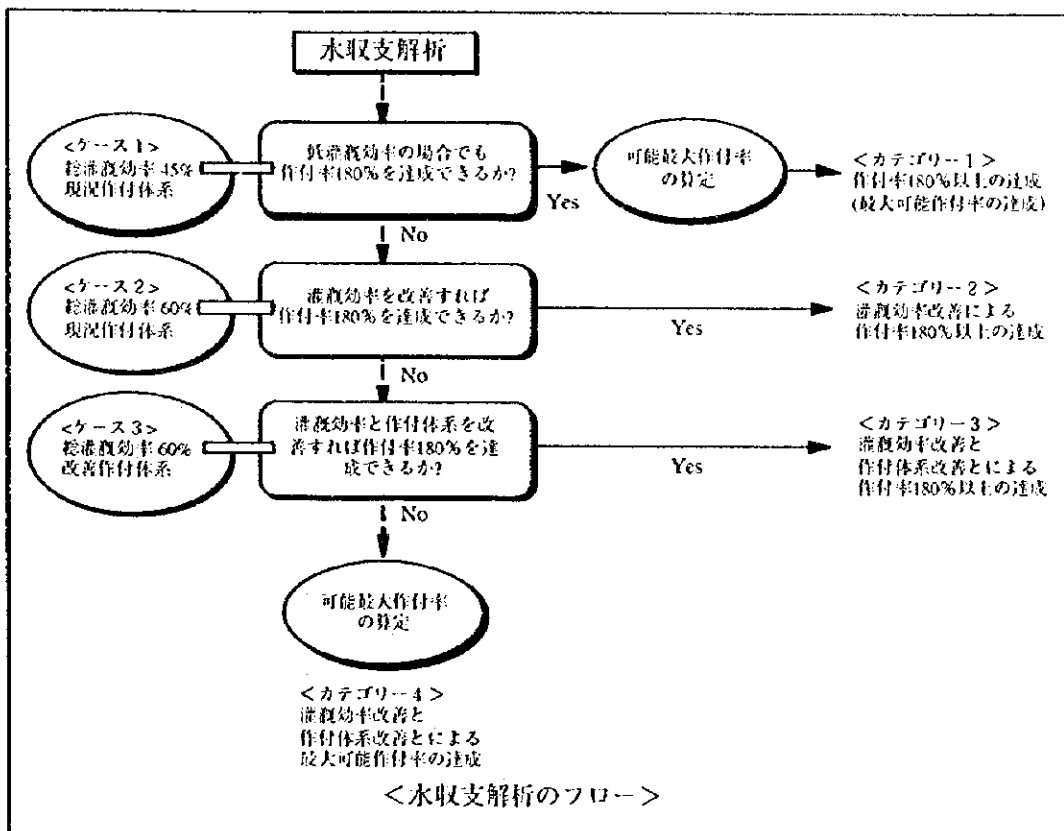 水収支解析
<ケース1>
総灌漑効率45%
現況作付体系
低灌漑効率の場合でも
作付率180%を達成できるか?
Yes
可能最大作付率
の算定
<カテゴリー1>
作付率180%以上の達成
(最大可能作付率の達成)
No
<ケース2>
総灌漑効率60%
現況作付体系
灌漑効率を改善すれば
作付率180%を達成できるか?
Yes
<カテゴリー2>
灌漑効率改善による
作付率180%以上の達成
No
<ケース3>
総灌漑効率60%
改善作付体系
灌漑効率と作付体系を改
善すれば作付率180%を達
成できるか?
Yes
<カテゴリー3>
灌漑効率改善と
作付体系改善とによる
作付率180%以上の達成
No
可能最大作付率
の算定
<カテゴリー4>
灌漑効率改善と
作付体系改善とによる
最大可能作付率の達成
<水収支解析のフロー>